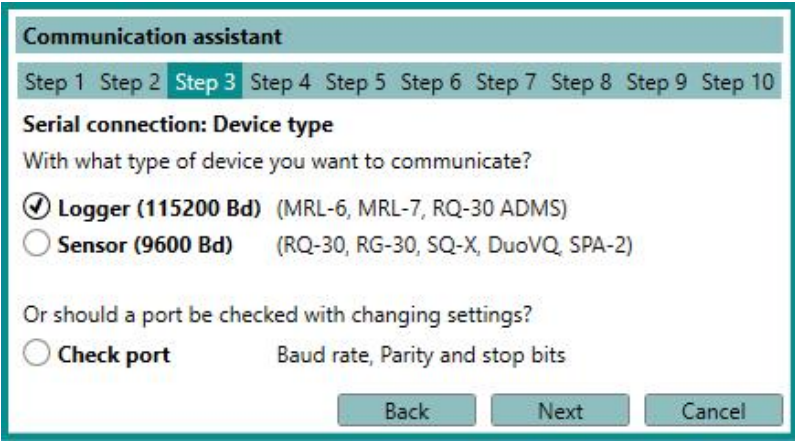 Communication assistant
Step 1 Step 2 Step 3 Step 4 Step 5 Step 6 Step 7 Step 8 Step 9 Step 10
Serial connection: Device type
With what type of device you want to communicate?
Logger (115200 Bd) (MRL-6, MRL-7, RQ-30 ADMS)
Sensor (9600 Bd) (RQ-30, RG-30, SQ-X, DuoVQ, SPA-2)
Or should a port be checked with changing settings?
Check port Baud rate, Parity and stop bits
Back Next Cancel